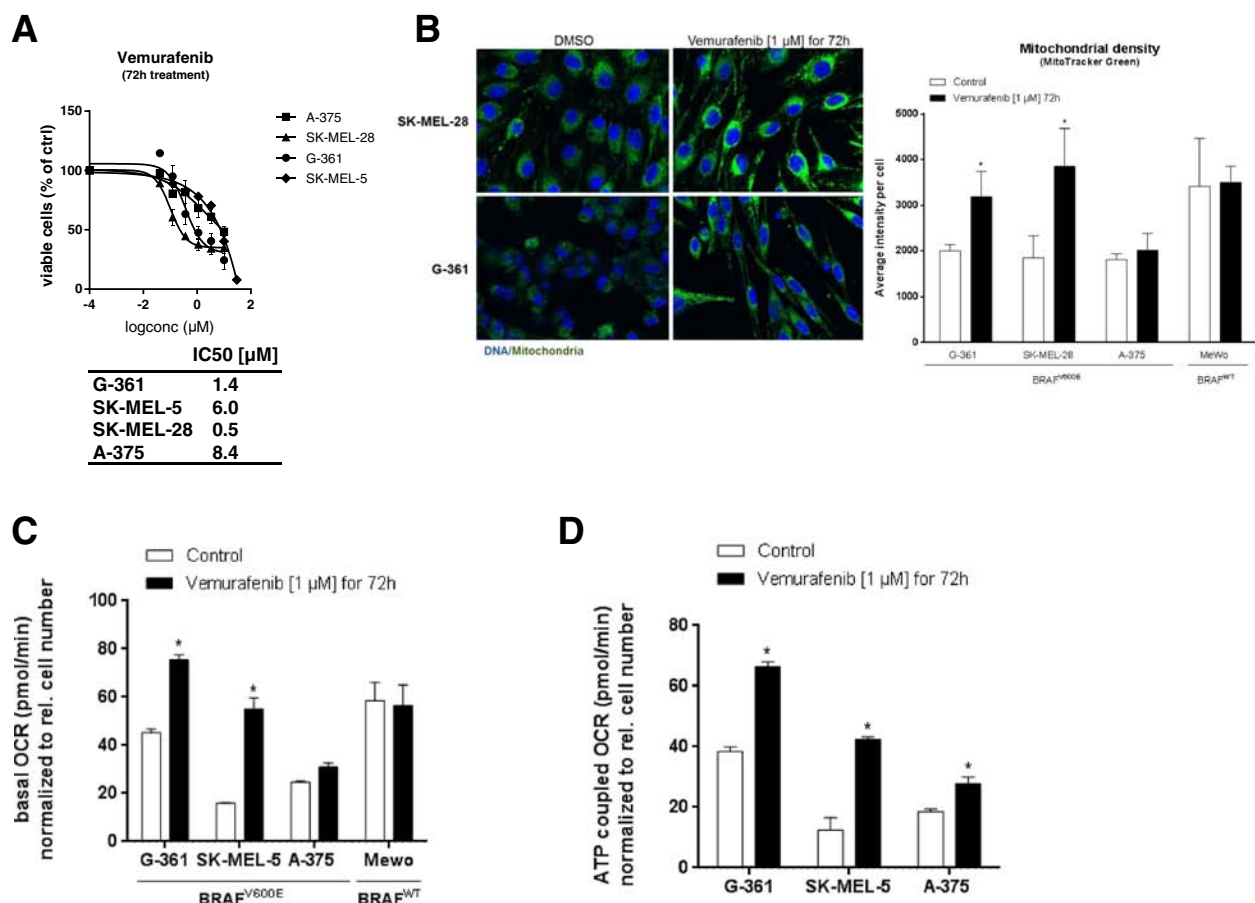 A
Vemurafenib
(72h treatment)
viable cells (% of ctrl)
150
100
50
0
-4
-2
0
2
logconc (µM)
A-375
SK-MEL-28
G-361
SK-MEL-5
IC50 [µM]
G-361 1.4
SK-MEL-5 6.0
SK-MEL-28 0.5
A-375 8.4
B
DMSO
Vemurafenib [1 µM] for 72h
SK-MEL-28
G-361
DNA/Mitochondria
Mitochondrial density
(MitoTracker Green)
Control
Vemurafenib [1 µM] 72h
Average intensity per cell
5000
4000
3000
2000
1000
0
*
*
G-361
SK-MEL-28
A-375
MeWo
BRAFV600E
BRAFWT
C
Control
Vemurafenib [1 µM] for 72h
basal OCR (pmol/min)
normalized to rel. cell number
100
80
60
40
20
0
*
*
G-361
SK-MEL-5
A-375
Mewo
BRAFV600E
BRAFWT
D
Control
Vemurafenib [1 µM] for 72h
ATP coupled OCR (pmol/min)
normalized to rel. cell number
80
60
40
20
0
*
*
*
G-361
SK-MEL-5
A-375